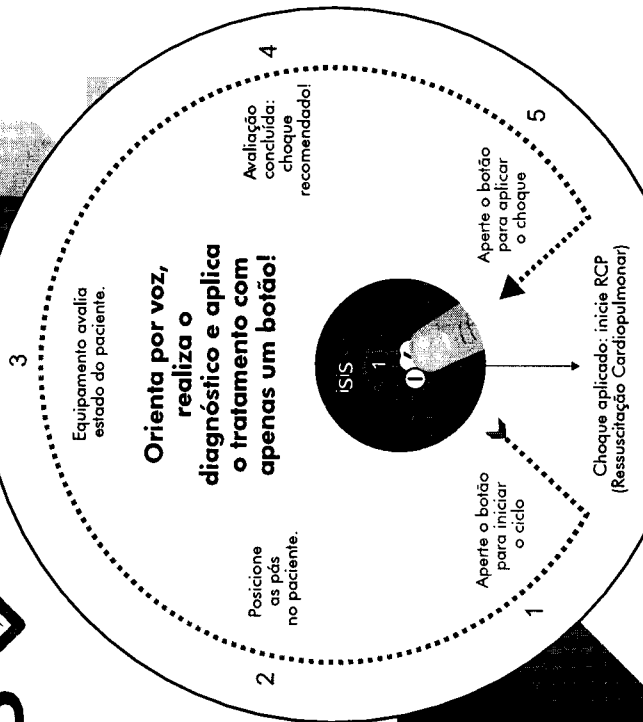 3
Equipamento avalia
estado do paciente.
4
Avaliação
concluída:
choque
recomendado!
Orienta por voz,
realiza o
diagnóstico e aplica
o tratamento com
apenas um botão!
2
Posicione
as pás
no paciente.
ISIS
1
Aperte o botão
para iniciar
o ciclo
1
Aperte o botão
para aplicar
o choque
5
Choque aplicado: inicie RCP
(Ressuscitação Cardiopulmonar)